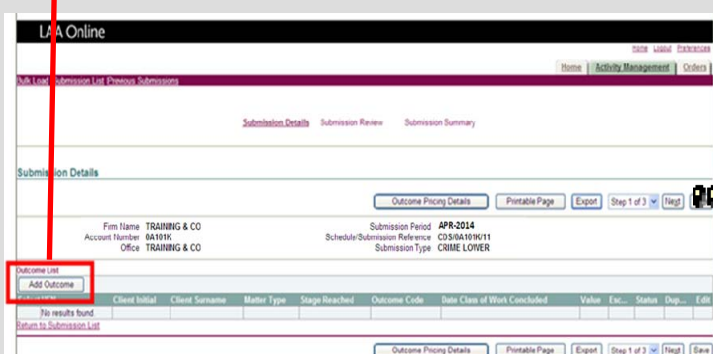 LAA Online
Home Logout Preferences
Home Activity Management Orders
Bulk Load Submission List Previous Submissions
Submission Details Submission Review Submission Summary
Submission Details
Outcome Pricing Details Printable Page Export Step 1 of 3 Next
Firm Name TRAINING & CO Submission Period APR-2014
Account Number 0A101K Schedule/Submission Reference CDS/0A101K/11
Office TRAINING & CO Submission Type CRIME LOWER
Outcome List
Add Outcome
Client Initial Client Surname Matter Type Stage Reached Outcome Code Date Class of Work Concluded Value Esc... Status Dup... Edit
No results found
Return to Submission List
Outcome Pricing Details Printable Page Export Step 1 of 3 Next Save